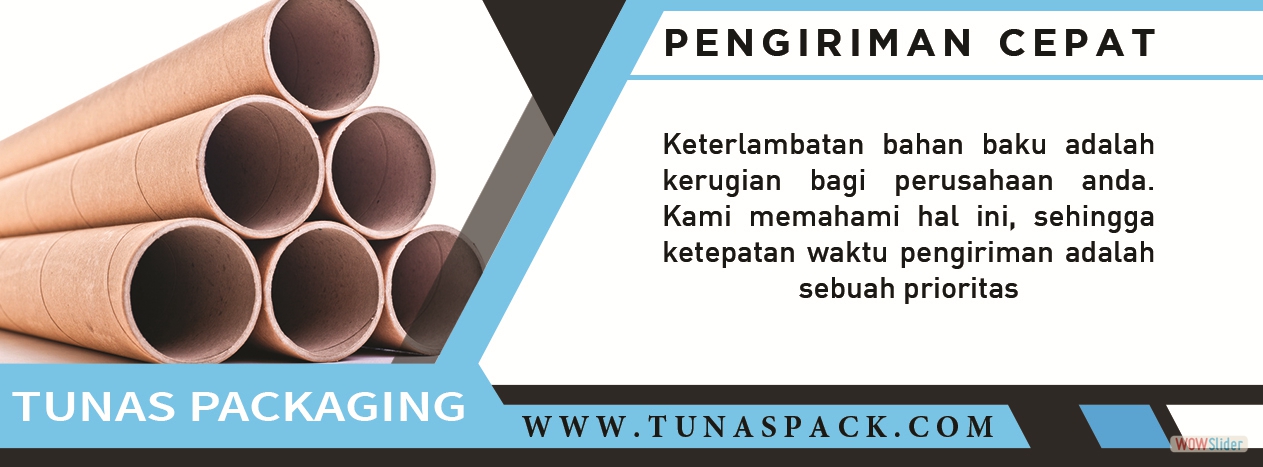 PENGIRIMAN CEPAT
Keterlambatan bahan baku adalah
kerugian bagi perusahaan anda.
Kami memahami hal ini, sehingga
ketepatan waktu pengiriman adalah
sebuah prioritas
TUNAS PACKAGING
WWW.TUNASPACK.COM
WOWSlider